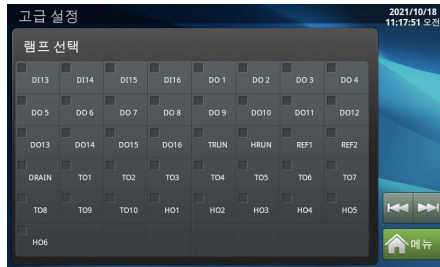 고급 설정
2021/10/18
11:17:51 오전
램프 선택
DI13 DI14 DI15 DI16 DO 1 DO 2 DO 3 DO 4
DO 5 DO 6 DO 7 DO 8 DO 9 DO10 DO11 DO12
DO13 DO14 DO15 DO16 TRUN HRUN REF1 REF2
DRAIN TO1 TO2 TO3 TO4 TO5 TO6 TO7
TO8 TO9 TO10 HO1 HO2 HO3 HO4 HO5
HO6
메뉴